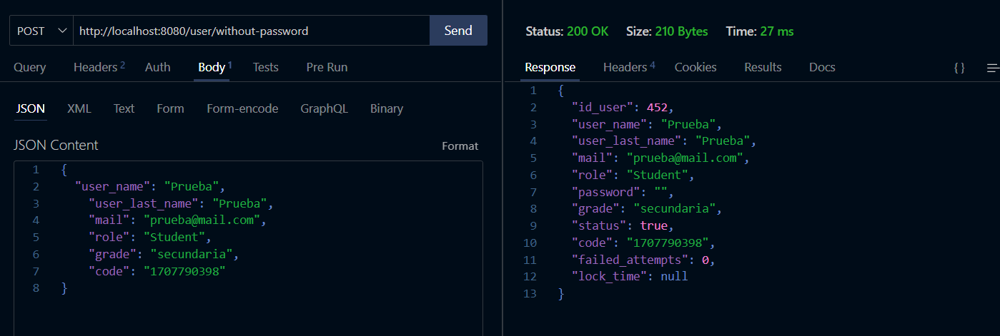 POST http://localhost:8080/user/without-password Send
Query Headers 2 Auth Body 1 Tests Pre Run
JSON XML Text Form Form-encode GraphQL Binary
JSON Content Format
1 {
2 "user_name": "Prueba",
3 "user_last_name": "Prueba",
4 "mail": "prueba@mail.com",
5 "role": "Student",
6 "grade": "secundaria",
7 "code": "1707790398"
8 }
Status: 200 OK Size: 210 Bytes Time: 27 ms
Response Headers 4 Cookies Results Docs { }
1 {
2 "id_user": 452,
3 "user_name": "Prueba",
4 "user_last_name": "Prueba",
5 "mail": "prueba@mail.com",
6 "role": "Student",
7 "password": "",
8 "grade": "secundaria",
9 "status": true,
10 "code": "1707790398",
11 "failed_attempts": 0,
12 "lock_time": null
13 }